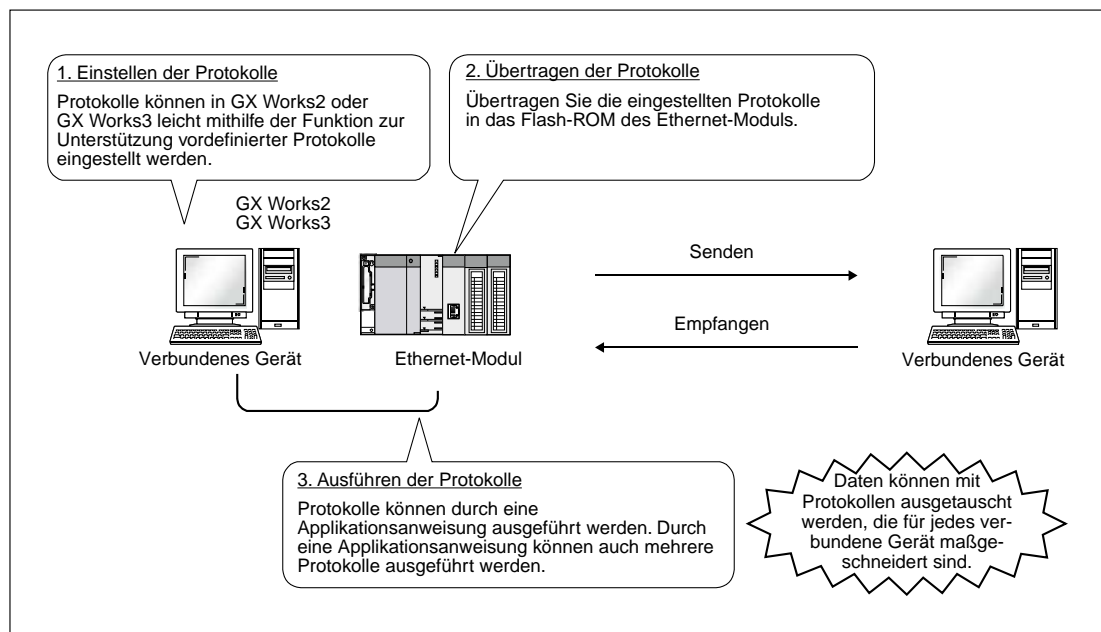 1. Einstellen der Protokolle
Protokolle können in GX Works2 oder
GX Works3 leicht mithilfe der Funktion zur
Unterstützung vordefinierter Protokolle
eingestellt werden.
2. Übertragen der Protokolle
Übertragen Sie die eingestellten Protokolle
in das Flash-ROM des Ethernet-Moduls.
GX Works2
GX Works3
Senden
Empfangen
Verbundenes Gerät
Ethernet-Modul
Verbundenes Gerät
3. Ausführen der Protokolle
Protokolle können durch eine
Applikationsanweisung ausgeführt werden. Durch
eine Applikationsanweisung können auch mehrere
Protokolle ausgeführt werden.
Daten können mit
Protokollen ausgetauscht
werden, die für jedes ver-
bundene Gerät maßge-
schneidert sind.